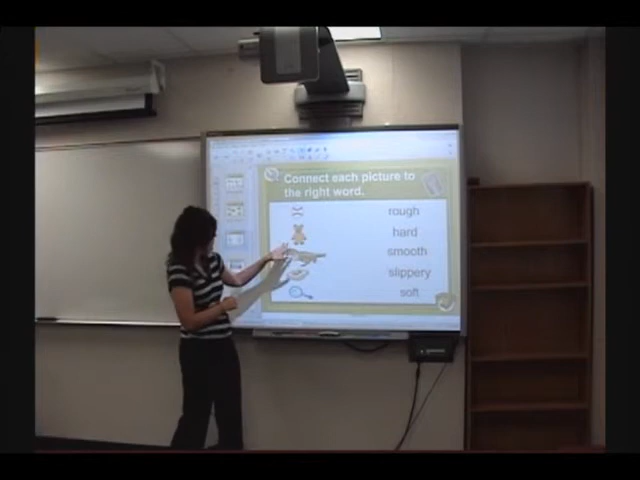 Connect each picture to
the right word.
rough
hard
smooth
slippery
soft